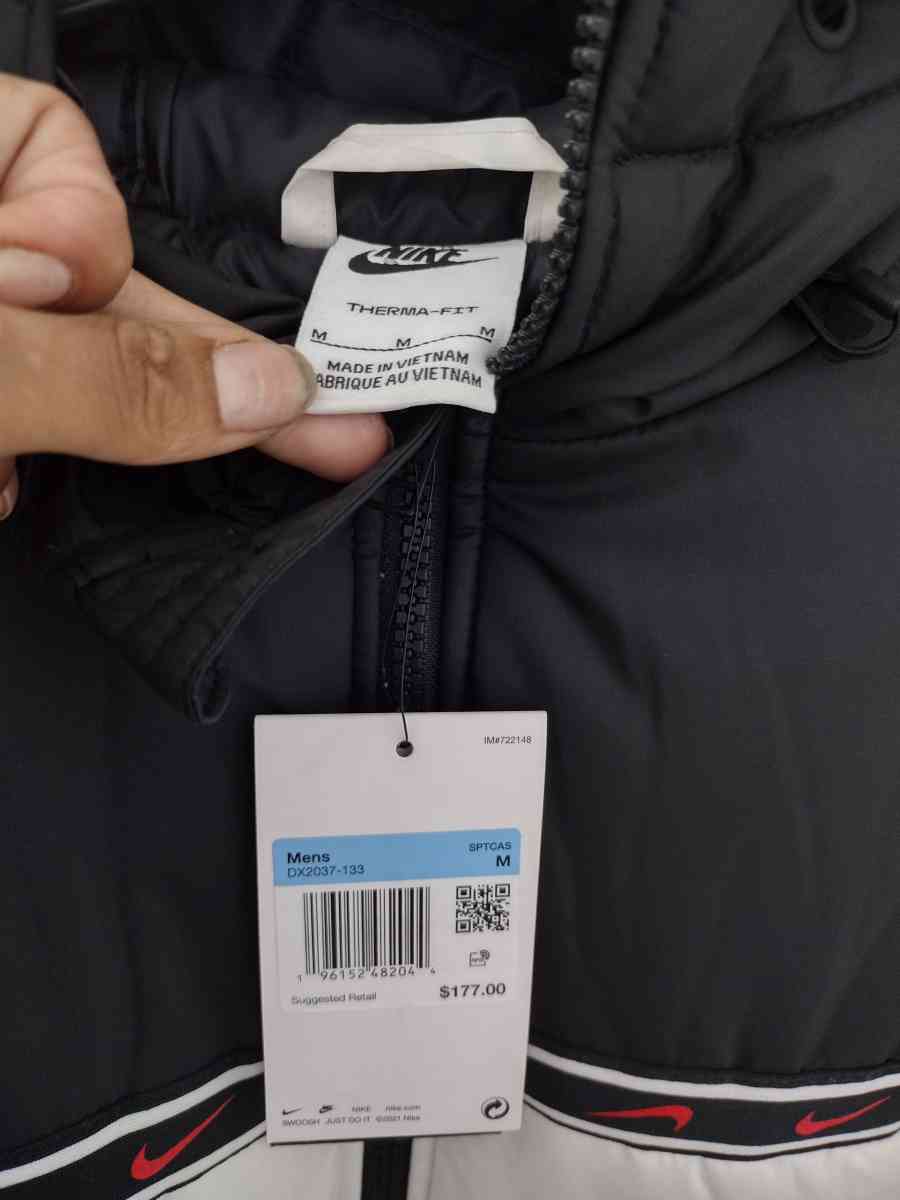 NIKE
THERMA-FIT
M M M
MADE IN VIETNAM
FABRIQUE AU VIETNAM
IM#722148
Mens SPTCAS
DX2037-133 M
1 96152 48204 4
Suggested Retail $177.00
NIKE nike.com
SWOOSH JUST DO IT ©2021 Nike